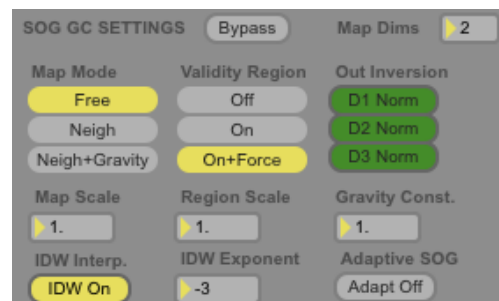 SOG GC SETTINGS Bypass Map Dims 2
Map Mode Validity Region Out Inversion
Free Off D1 Norm
Neigh On D2 Norm
Neigh+Gravity On+Force D3 Norm
Map Scale Region Scale Gravity Const.
1. 1. 1.
IDW Interp. IDW Exponent Adaptive SOG
IDW On -3 Adapt Off